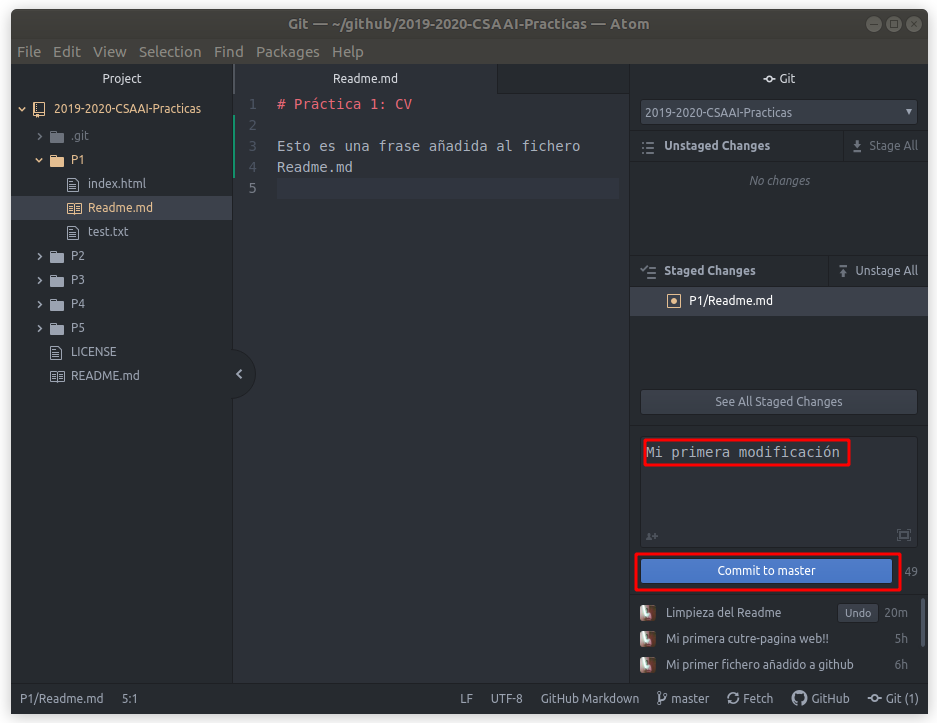 Git — ~/github/2019-2020-CSAAI-Practicas — Atom
File Edit View Selection Find Packages Help
Project
2019-2020-CSAAI-Practicas
.git
P1
index.html
Readme.md
test.txt
P2
P3
P4
P5
LICENSE
README.md
Readme.md
1 # Práctica 1: CV
2
3 Esto es una frase añadida al fichero
4 Readme.md
5
Git
2019-2020-CSAAI-Practicas
Unstaged Changes Stage All
No changes
Staged Changes Unstage All
P1/Readme.md
See All Staged Changes
Mi primera modificación
Commit to master 49
Limpieza del Readme Undo 20m
Mi primera cutre-pagina web!! 5h
Mi primer fichero añadido a github 6h
P1/Readme.md 5:1 LF UTF-8 GitHub Markdown master Fetch GitHub Git (1)